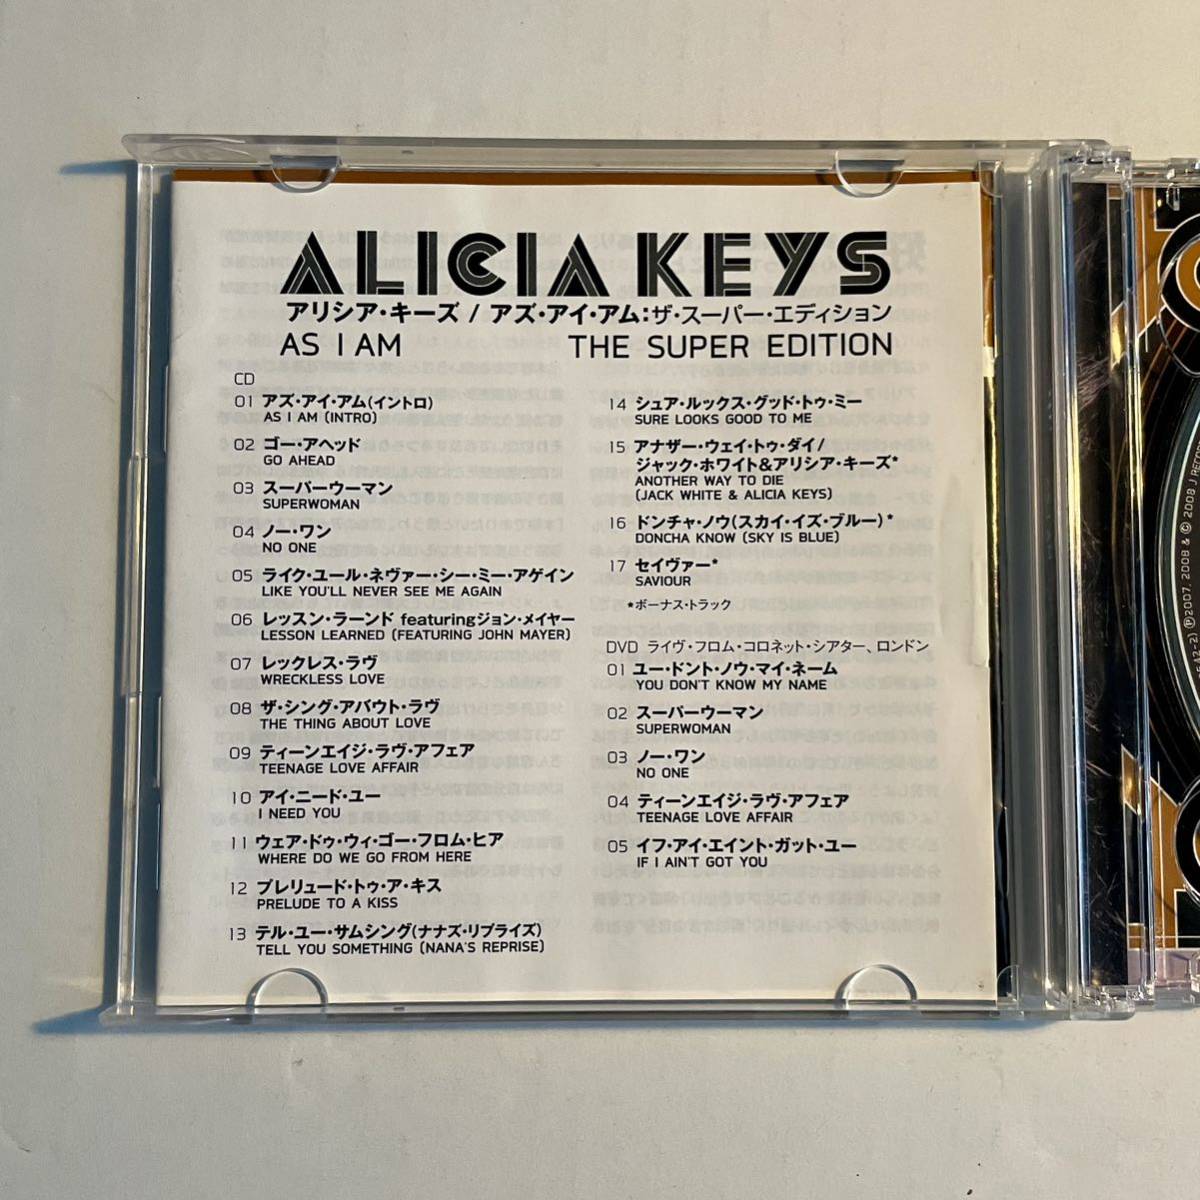 ALICIA KEYS
アリシア・キーズ / アズ・アイ・アム:ザ・スーパー・エディション
AS I AM THE SUPER EDITION
CD
01 アズ・アイ・アム(イントロ)
AS I AM (INTRO)
02 ゴー・アヘッド
GO AHEAD
03 スーパーウーマン
SUPERWOMAN
04 ノー・ワン
NO ONE
05 ライク・ユール・ネヴァー・シー・ミー・アゲイン
LIKE YOU'LL NEVER SEE ME AGAIN
06 レッスン・ラーンド featuringジョン・メイヤー
LESSON LEARNED (FEATURING JOHN MAYER)
07 レックレス・ラヴ
WRECKLESS LOVE
08 ザ・シング・アバウト・ラヴ
THE THING ABOUT LOVE
09 ティーンエイジ・ラヴ・アフェア
TEENAGE LOVE AFFAIR
10 アイ・ニード・ユー
I NEED YOU
11 ウェア・ドゥ・ウィ・ゴー・フロム・ヒア
WHERE DO WE GO FROM HERE
12 プレリュード・トゥ・ア・キス
PRELUDE TO A KISS
13 テル・ユー・サムシング(ナナズ・リプライズ)
TELL YOU SOMETHING (NANA'S REPRISE)
14 シュア・ルックス・グッド・トゥ・ミー
SURE LOOKS GOOD TO ME
15 アナザー・ウェイ・トゥ・ダイ/
ジャック・ホワイト&アリシア・キーズ*
ANOTHER WAY TO DIE
(JACK WHITE & ALICIA KEYS)
16 ドンチャ・ノウ(スカイ・イズ・ブルー)*
DONCHA KNOW (SKY IS BLUE)
17 セイヴァー*
SAVIOUR
*ボーナス・トラック
DVD ライヴ・フロム・コロネット・シアター、ロンドン
01 ユー・ドント・ノウ・マイ・ネーム
YOU DON'T KNOW MY NAME
02 スーパーウーマン
SUPERWOMAN
03 ノー・ワン
NO ONE
04 ティーンエイジ・ラヴ・アフェア
TEENAGE LOVE AFFAIR
05 イフ・アイ・エイント・ガット・ユー
IF I AIN'T GOT YOU
℗2007, 2008 & © 2008 J